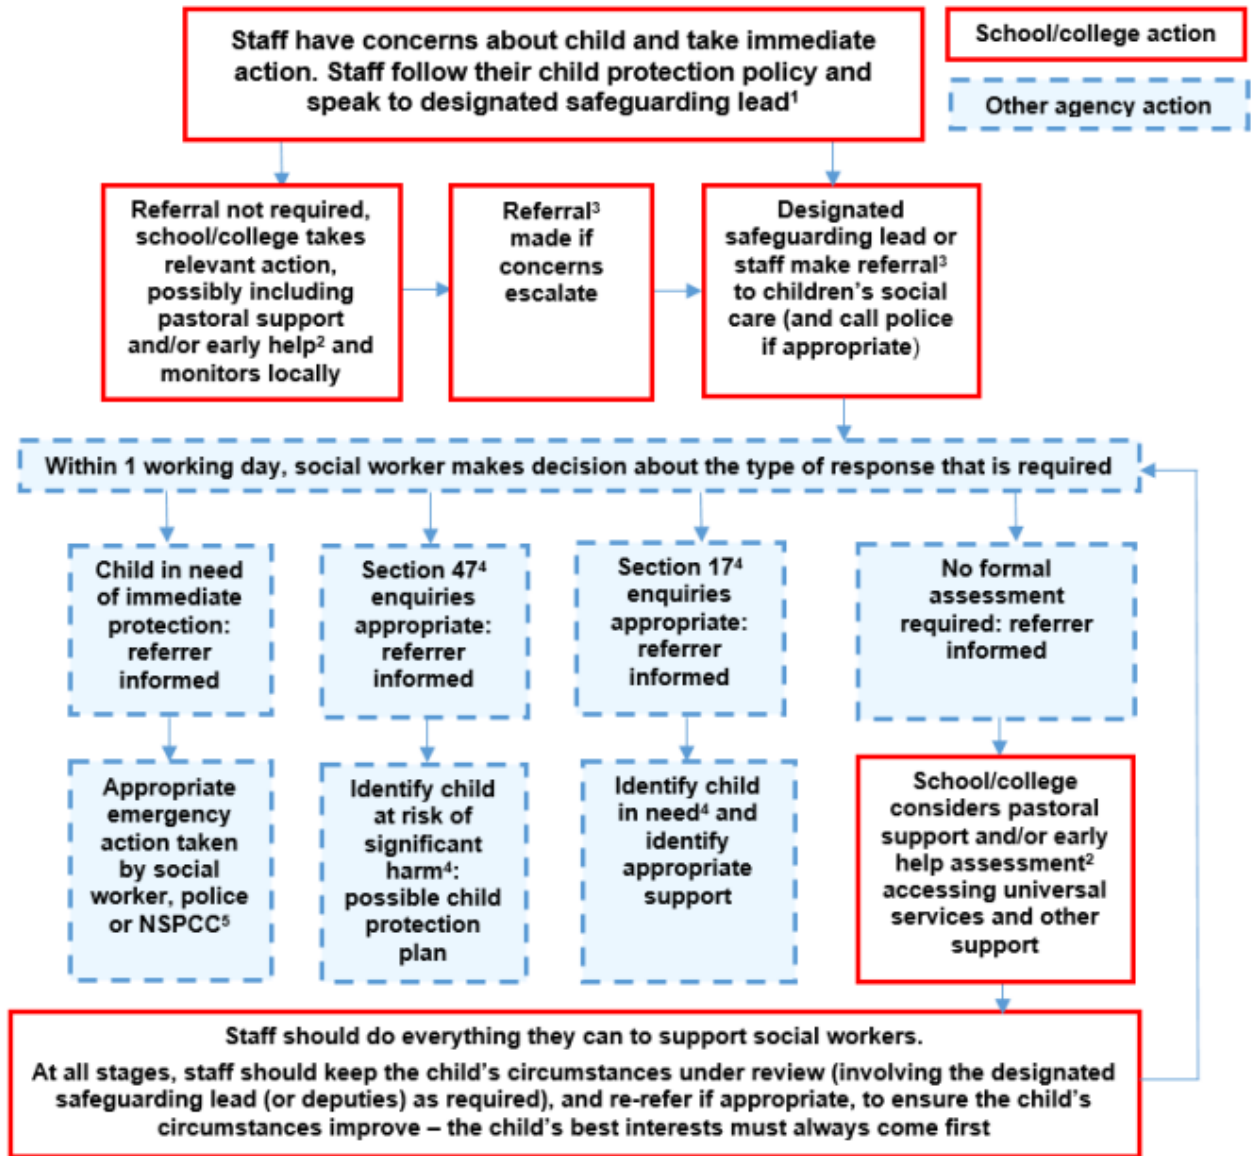 Staff have concerns about child and take immediate
action. Staff follow their child protection policy and
speak to designated safeguarding lead¹
School/college action
Other agency action
Referral not required,
school/college takes
relevant action,
possibly including
pastoral support
and/or early help² and
monitors locally
Referral³
made if
concerns
escalate
Designated
safeguarding lead or
staff make referral³
to children's social
care (and call police
if appropriate)
Within 1 working day, social worker makes decision about the type of response that is required
Child in need
of immediate
protection:
referrer
informed
Section 47⁴
enquiries
appropriate:
referrer
informed
Section 17⁴
enquiries
appropriate:
referrer
informed
No formal
assessment
required: referrer
informed
Appropriate
emergency
action taken
by social
worker, police
or NSPCC⁵
Identify child
at risk of
significant
harm⁴:
possible child
protection
plan
Identify child
in need⁴ and
identify
appropriate
support
School/college
considers pastoral
support and/or early
help assessment²
accessing universal
services and other
support
Staff should do everything they can to support social workers.
At all stages, staff should keep the child's circumstances under review (involving the designated
safeguarding lead (or deputies) as required), and re-refer if appropriate, to ensure the child's
circumstances improve – the child's best interests must always come first